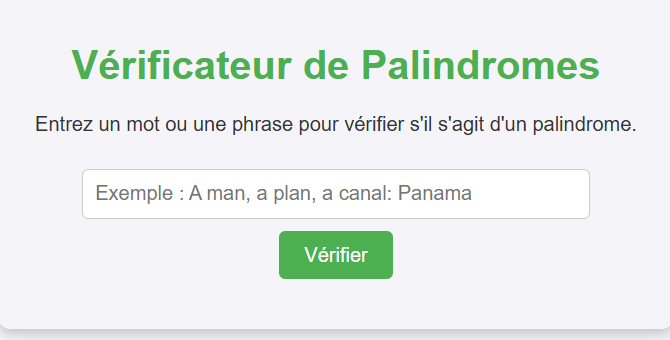 Vérificateur de Palindromes
Entrez un mot ou une phrase pour vérifier s'il s'agit d'un palindrome.
Exemple : A man, a plan, a canal: Panama
Vérifier